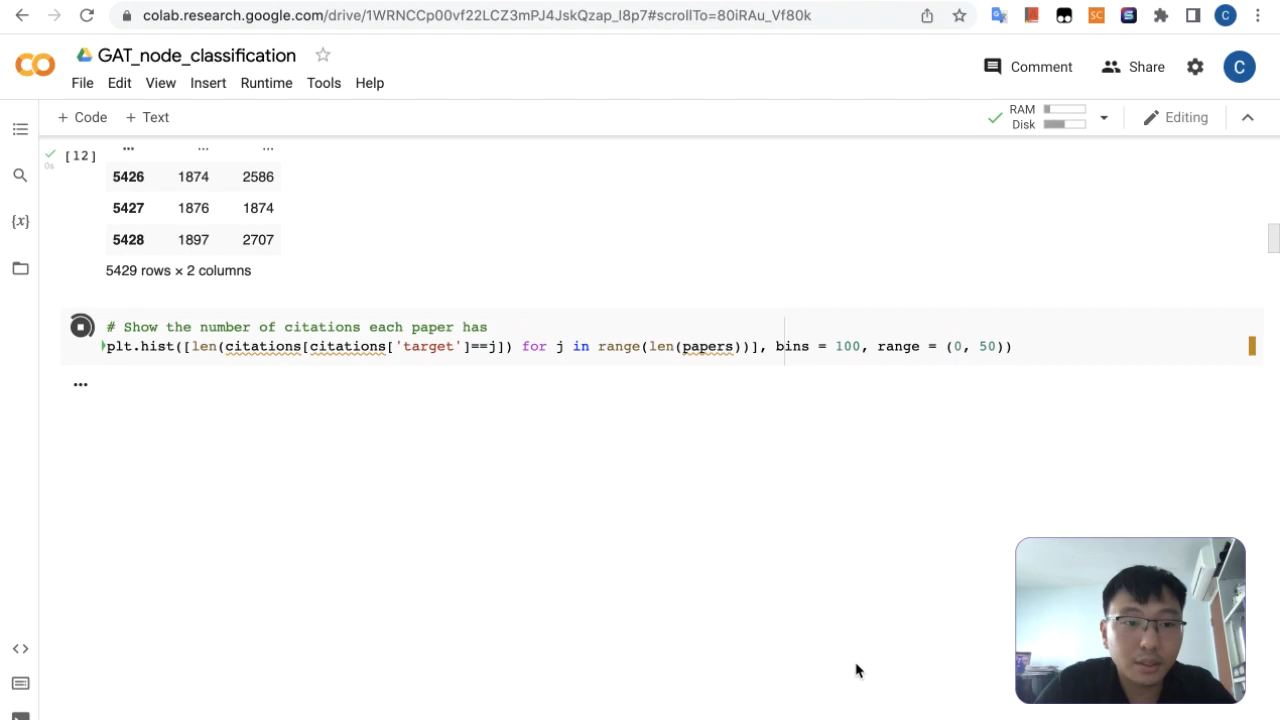 colab.research.google.com/drive/1WRNCCp00vf22LCZ3mPJ4JskQzap_l8p7#scrollTo=80iRAu_Vf80k
SC
S
C
CO
GAT_node_classification
File Edit View Insert Runtime Tools Help
Comment
Share
C
+ Code + Text
RAM
Disk
Editing
{x}
[12]
0s
... ... ...
5426 1874 2586
5427 1876 1874
5428 1897 2707
5429 rows × 2 columns
# Show the number of citations each paper has
plt.hist([len(citations[citations['target']==j]) for j in range(len(papers))], bins = 100, range = (0, 50))
...
<>